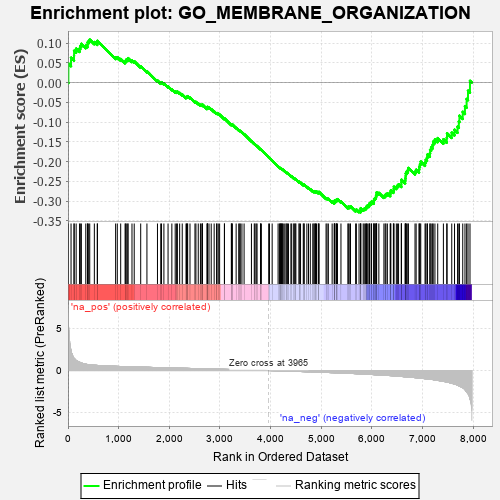 Enrichment plot: GO_MEMBRANE_ORGANIZATION
Enrichment score (ES)
0.10
0.05
0.00
-0.05
-0.10
-0.15
-0.20
-0.25
-0.30
-0.35
'na_pos' (positively correlated)
Ranked list metric (PreRanked)
5
0
-5
Zero cross at 3965
'na_neg' (negatively correlated)
0
1,000
2,000
3,000
4,000
5,000
6,000
7,000
8,000
Rank in Ordered Dataset
Enrichment profile
Hits
Ranking metric scores